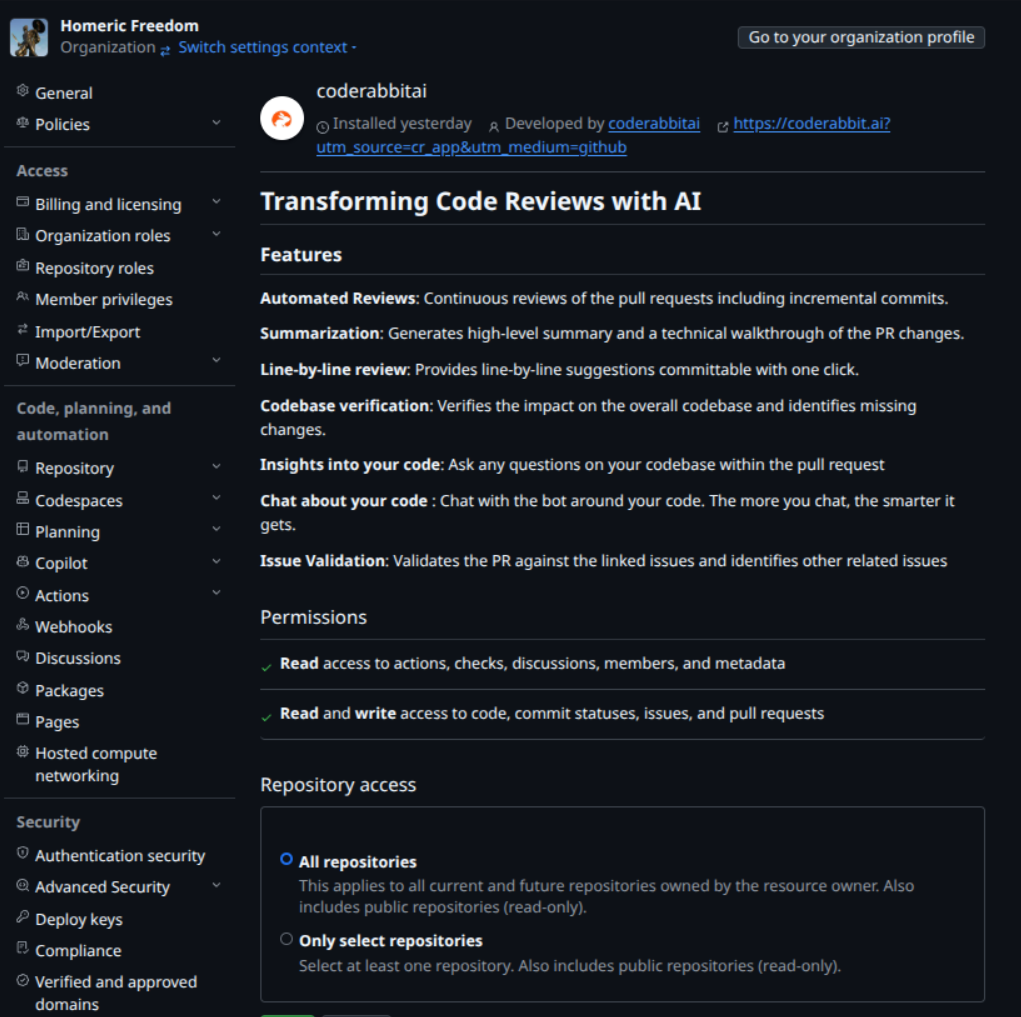 Homeric Freedom
Organization Switch settings context
Go to your organization profile
General
Policies
Access
Billing and licensing
Organization roles
Repository roles
Member privileges
Import/Export
Moderation
Code, planning, and
automation
Repository
Codespaces
Planning
Copilot
Actions
Webhooks
Discussions
Packages
Pages
Hosted compute
networking
Security
Authentication security
Advanced Security
Deploy keys
Compliance
Verified and approved
domains
coderabbitai
Installed yesterday Developed by coderabbitai https://coderabbit.ai?
utm_source=cr_app&utm_medium=github
Transforming Code Reviews with AI
Features
Automated Reviews: Continuous reviews of the pull requests including incremental commits.
Summarization: Generates high-level summary and a technical walkthrough of the PR changes.
Line-by-line review: Provides line-by-line suggestions committable with one click.
Codebase verification: Verifies the impact on the overall codebase and identifies missing
changes.
Insights into your code: Ask any questions on your codebase within the pull request
Chat about your code : Chat with the bot around your code. The more you chat, the smarter it
gets.
Issue Validation: Validates the PR against the linked issues and identifies other related issues
Permissions
Read access to actions, checks, discussions, members, and metadata
Read and write access to code, commit statuses, issues, and pull requests
Repository access
All repositories
This applies to all current and future repositories owned by the resource owner. Also
includes public repositories (read-only).
Only select repositories
Select at least one repository. Also includes public repositories (read-only).